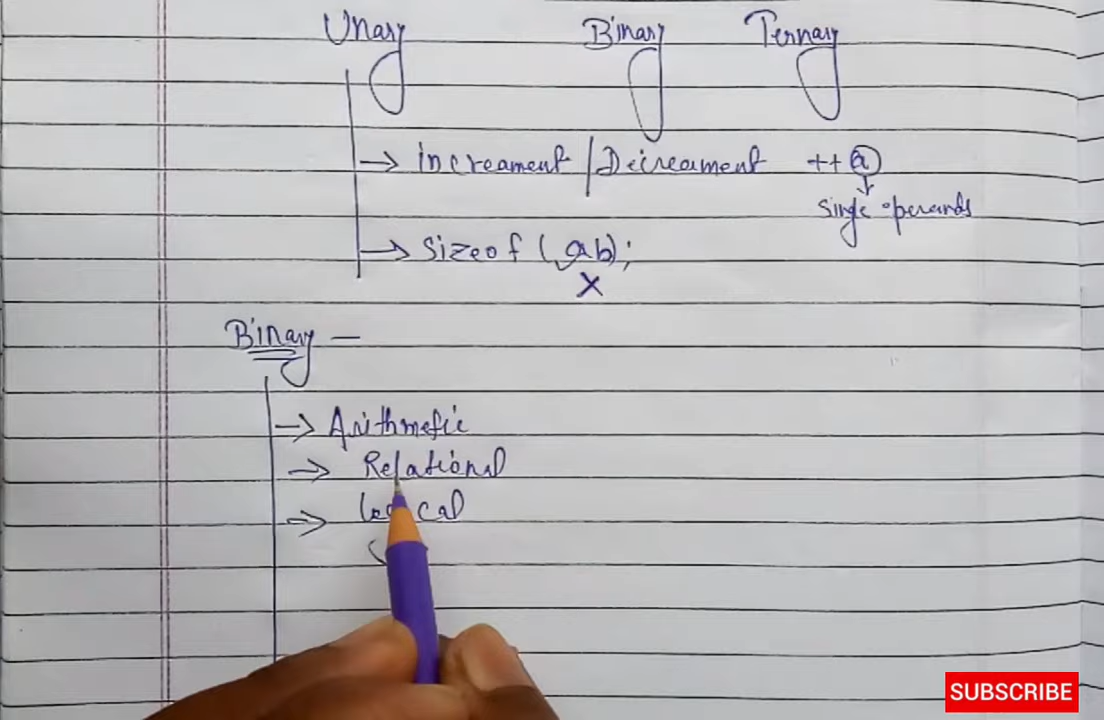 Unary Binary Ternary
→ increament / Decreament ++a
Single operands
→ Sizeof (ab);
X
Binary —
→ Arithmetic
→ Relational
→ logical
SUBSCRIBE